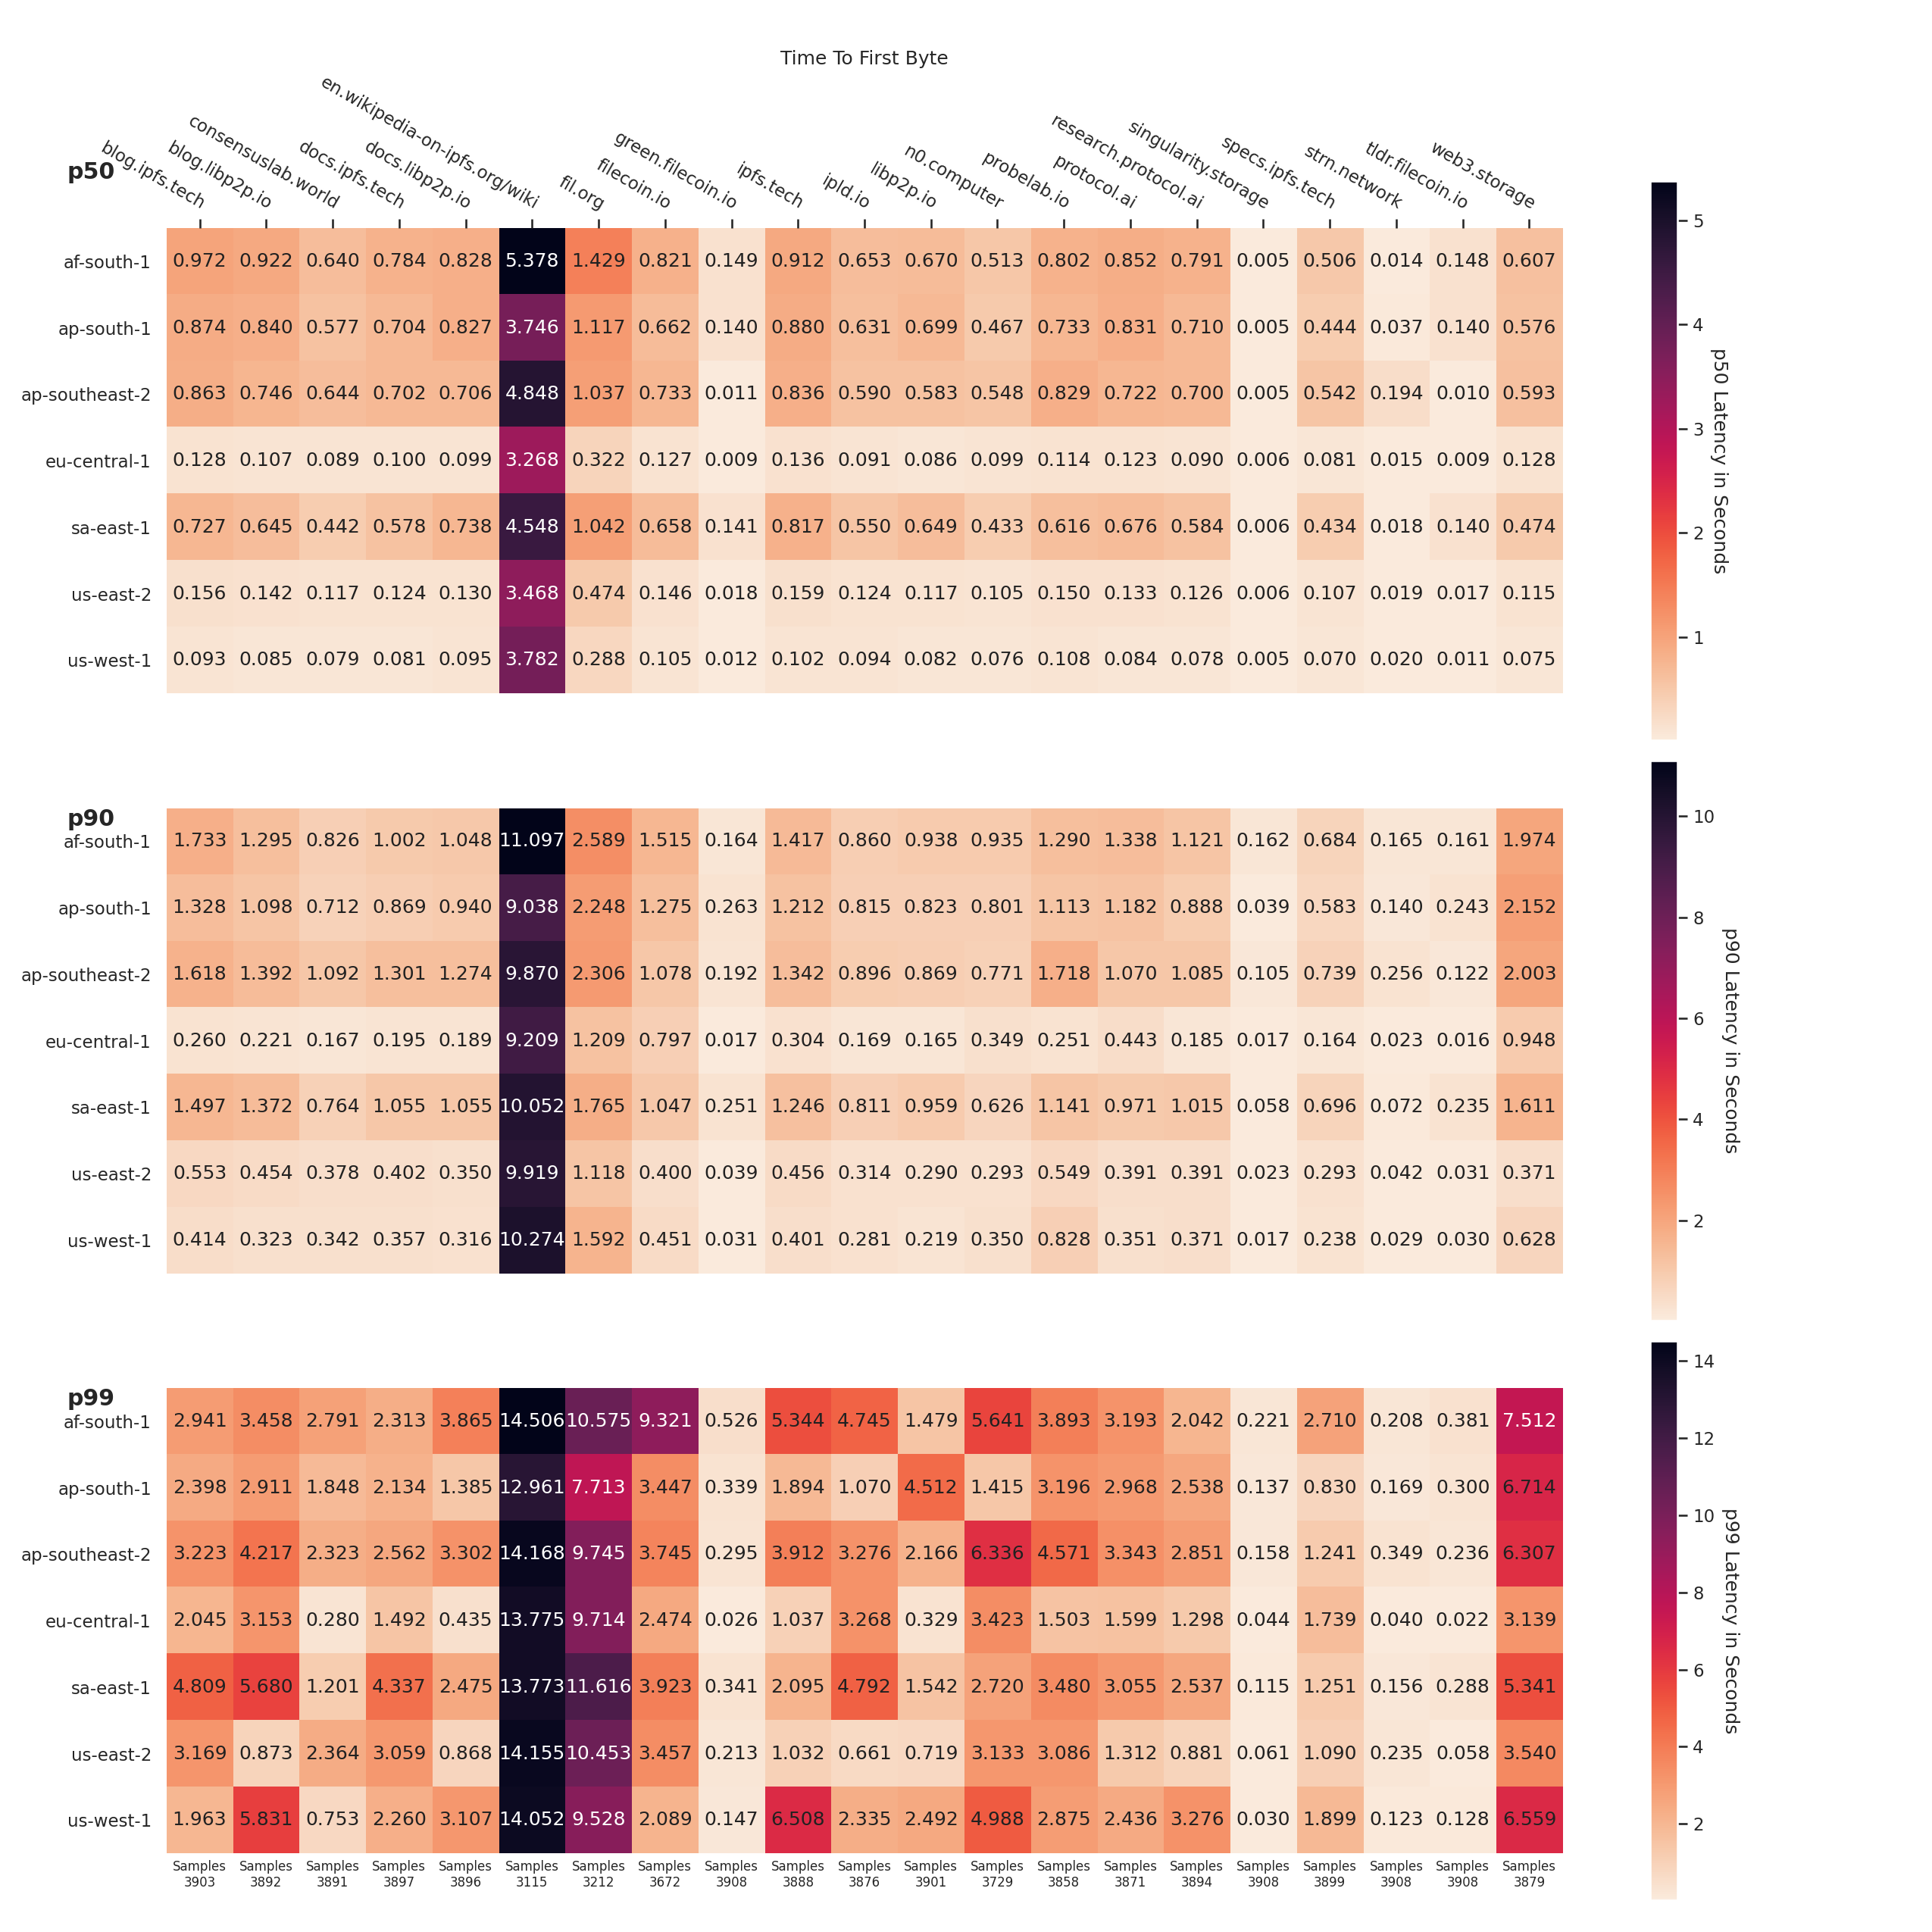 Time To First Byte
p50
blog.ipfs.tech
blog.libp2p.io
consensuslab.world
docs.ipfs.tech
docs.libp2p.io
en.wikipedia-on-ipfs.org/wiki
fil.org
filecoin.io
green.filecoin.io
ipfs.tech
ipld.io
libp2p.io
n0.computer
probelab.io
protocol.ai
research.protocol.ai
singularity.storage
specs.ipfs.tech
strn.network
tldr.filecoin.io
web3.storage
af-south-1 0.972 0.922 0.640 0.784 0.828 5.378 1.429 0.821 0.149 0.912 0.653 0.670 0.513 0.802 0.852 0.791 0.005 0.506 0.014 0.148 0.607
ap-south-1 0.874 0.840 0.577 0.704 0.827 3.746 1.117 0.662 0.140 0.880 0.631 0.699 0.467 0.733 0.831 0.710 0.005 0.444 0.037 0.140 0.576
ap-southeast-2 0.863 0.746 0.644 0.702 0.706 4.848 1.037 0.733 0.011 0.836 0.590 0.583 0.548 0.829 0.722 0.700 0.005 0.542 0.194 0.010 0.593
eu-central-1 0.128 0.107 0.089 0.100 0.099 3.268 0.322 0.127 0.009 0.136 0.091 0.086 0.099 0.114 0.123 0.090 0.006 0.081 0.015 0.009 0.128
sa-east-1 0.727 0.645 0.442 0.578 0.738 4.548 1.042 0.658 0.141 0.817 0.550 0.649 0.433 0.616 0.676 0.584 0.006 0.434 0.018 0.140 0.474
us-east-2 0.156 0.142 0.117 0.124 0.130 3.468 0.474 0.146 0.018 0.159 0.124 0.117 0.105 0.150 0.133 0.126 0.006 0.107 0.019 0.017 0.115
us-west-1 0.093 0.085 0.079 0.081 0.095 3.782 0.288 0.105 0.012 0.102 0.094 0.082 0.076 0.108 0.084 0.078 0.005 0.070 0.020 0.011 0.075
5
4
3
2
1
p50 Latency in Seconds
p90
af-south-1 1.733 1.295 0.826 1.002 1.048 11.097 2.589 1.515 0.164 1.417 0.860 0.938 0.935 1.290 1.338 1.121 0.162 0.684 0.165 0.161 1.974
ap-south-1 1.328 1.098 0.712 0.869 0.940 9.038 2.248 1.275 0.263 1.212 0.815 0.823 0.801 1.113 1.182 0.888 0.039 0.583 0.140 0.243 2.152
ap-southeast-2 1.618 1.392 1.092 1.301 1.274 9.870 2.306 1.078 0.192 1.342 0.896 0.869 0.771 1.718 1.070 1.085 0.105 0.739 0.256 0.122 2.003
eu-central-1 0.260 0.221 0.167 0.195 0.189 9.209 1.209 0.797 0.017 0.304 0.169 0.165 0.349 0.251 0.443 0.185 0.017 0.164 0.023 0.016 0.948
sa-east-1 1.497 1.372 0.764 1.055 1.055 10.052 1.765 1.047 0.251 1.246 0.811 0.959 0.626 1.141 0.971 1.015 0.058 0.696 0.072 0.235 1.611
us-east-2 0.553 0.454 0.378 0.402 0.350 9.919 1.118 0.400 0.039 0.456 0.314 0.290 0.293 0.549 0.391 0.391 0.023 0.293 0.042 0.031 0.371
us-west-1 0.414 0.323 0.342 0.357 0.316 10.274 1.592 0.451 0.031 0.401 0.281 0.219 0.350 0.828 0.351 0.371 0.017 0.238 0.029 0.030 0.628
10
8
6
4
2
p90 Latency in Seconds
p99
af-south-1 2.941 3.458 2.791 2.313 3.865 14.506 10.575 9.321 0.526 5.344 4.745 1.479 5.641 3.893 3.193 2.042 0.221 2.710 0.208 0.381 7.512
ap-south-1 2.398 2.911 1.848 2.134 1.385 12.961 7.713 3.447 0.339 1.894 1.070 4.512 1.415 3.196 2.968 2.538 0.137 0.830 0.169 0.300 6.714
ap-southeast-2 3.223 4.217 2.323 2.562 3.302 14.168 9.745 3.745 0.295 3.912 3.276 2.166 6.336 4.571 3.343 2.851 0.158 1.241 0.349 0.236 6.307
eu-central-1 2.045 3.153 0.280 1.492 0.435 13.775 9.714 2.474 0.026 1.037 3.268 0.329 3.423 1.503 1.599 1.298 0.044 1.739 0.040 0.022 3.139
sa-east-1 4.809 5.680 1.201 4.337 2.475 13.773 11.616 3.923 0.341 2.095 4.792 1.542 2.720 3.480 3.055 2.537 0.115 1.251 0.156 0.288 5.341
us-east-2 3.169 0.873 2.364 3.059 0.868 14.155 10.453 3.457 0.213 1.032 0.661 0.719 3.133 3.086 1.312 0.881 0.061 1.090 0.235 0.058 3.540
us-west-1 1.963 5.831 0.753 2.260 3.107 14.052 9.528 2.089 0.147 6.508 2.335 2.492 4.988 2.875 2.436 3.276 0.030 1.899 0.123 0.128 6.559
Samples Samples Samples Samples Samples Samples Samples Samples Samples Samples Samples Samples Samples Samples Samples Samples Samples Samples Samples Samples Samples
3903 3892 3891 3897 3896 3115 3212 3672 3908 3888 3876 3901 3729 3858 3871 3894 3908 3899 3908 3908 3879
14
12
10
8
6
4
2
p99 Latency in Seconds